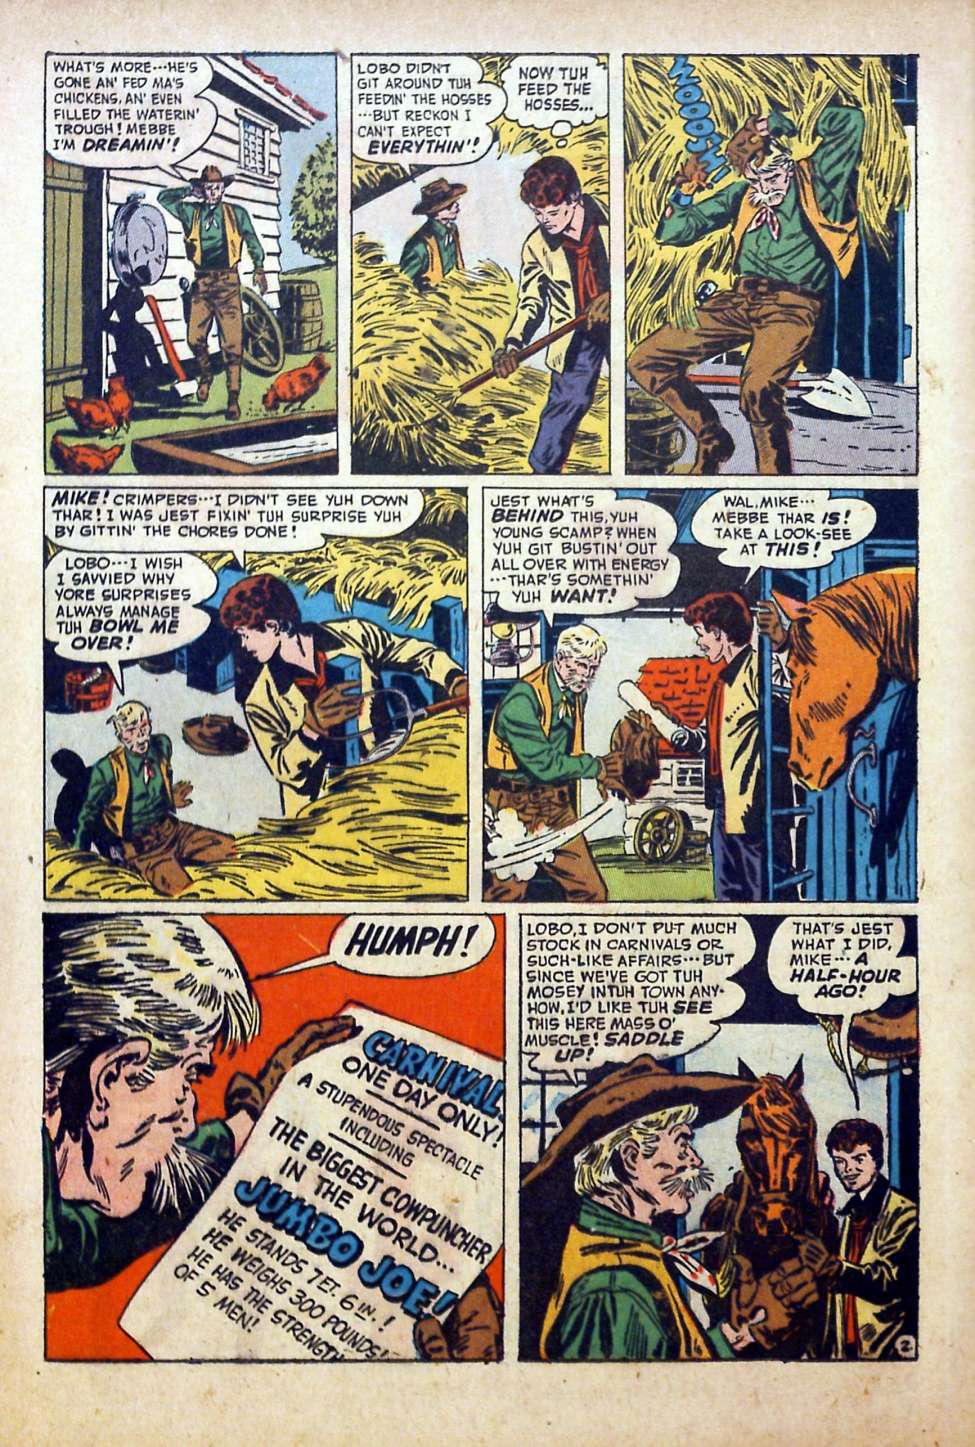 WHAT'S MORE---HE'S
GONE AN' FED MA'S
CHICKENS, AN' EVEN
FILLED THE WATERIN'
TROUGH! MEBBE
I'M DREAMIN'!
LOBO DIDN'T
GIT AROUND TUH
FEEDIN' THE HOSSES
---BUT RECKON I
CAN'T EXPECT
EVERYTHIN'!
NOW TUH
FEED THE
HOSSES...
WOOOSH!
MIKE! CRIMPERS---I DIDN'T SEE YUH DOWN
THAR! I WAS JEST FIXIN' TUH SURPRISE YUH
BY GITTIN' THE CHORES DONE!
LOBO---I WISH
I SAVVIED WHY
YORE SURPRISES
ALWAYS MANAGE
TUH BOWL ME
OVER!
JEST WHAT'S
BEHIND THIS, YUH
YOUNG SCAMP? WHEN
YUH GIT BUSTIN' OUT
ALL OVER WITH ENERGY
---THAR'S SOMETHIN'
YUH WANT!
WAL, MIKE---
MEBBE THAR IS!
TAKE A LOOK-SEE
AT THIS!
HUMPH!
CARNIVAL!
ONE DAY ONLY!
A STUPENDOUS SPECTACLE
INCLUDING
THE BIGGEST COWPUNCHER
IN THE WORLD...
JUMBO JOE!
HE STANDS 7 FT. 6 IN.!
HE WEIGHS 300 POUNDS!
HE HAS THE STRENGTH
OF 5 MEN!
LOBO, I DON'T PUT MUCH
STOCK IN CARNIVALS OR
SUCH-LIKE AFFAIRS---BUT
SINCE WE'VE GOT TUH
MOSEY INTUH TOWN ANY-
HOW, I'D LIKE TUH SEE
THIS HERE MASS O'
MUSCLE! SADDLE
UP!
THAT'S JEST
WHAT I DID,
MIKE---A
HALF-HOUR
AGO!
2